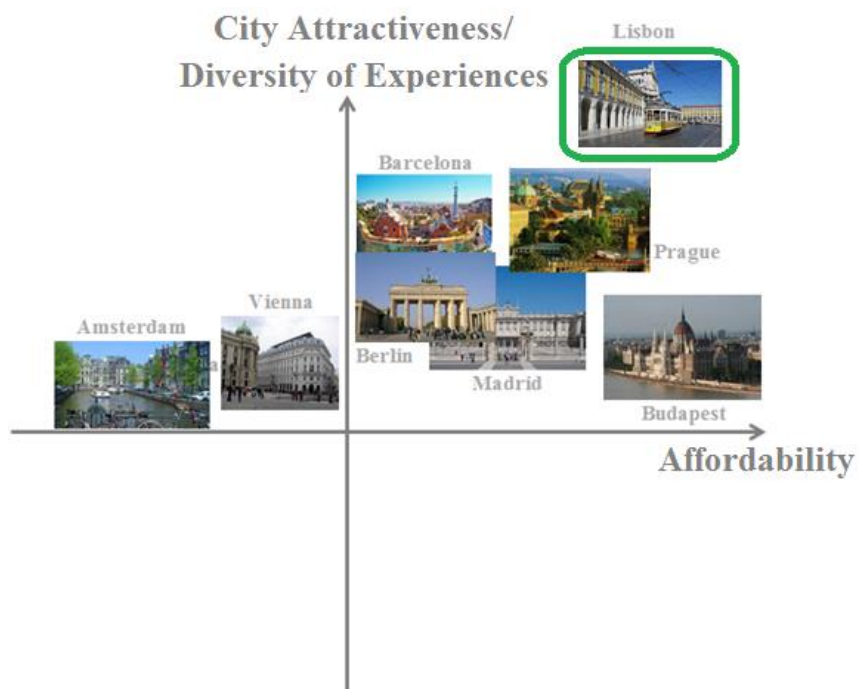 City Attractiveness/
Diversity of Experiences
Lisbon
Barcelona
Prague
Vienna
Amsterdam
Berlin
Madrid
Budapest
Affordability